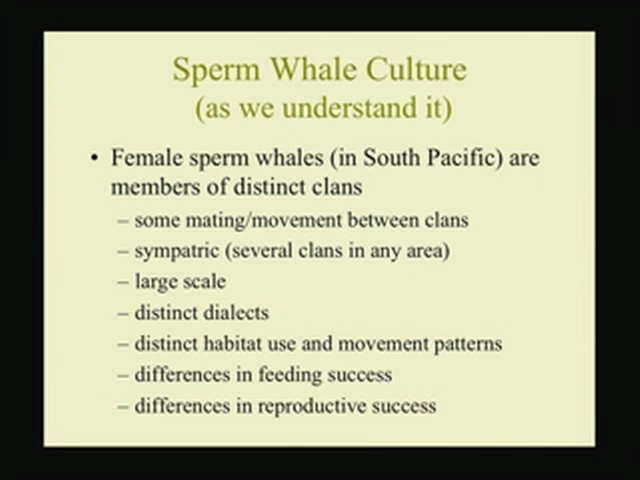 Sperm Whale Culture
(as we understand it)
• Female sperm whales (in South Pacific) are
members of distinct clans
– some mating/movement between clans
– sympatric (several clans in any area)
– large scale
– distinct dialects
– distinct habitat use and movement patterns
– differences in feeding success
– differences in reproductive success